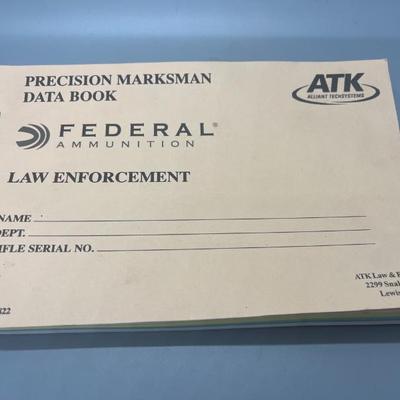 PRECISION MARKSMAN
DATA BOOK
ATK
ALLIANT TECHSYSTEMS
FEDERAL®
AMMUNITION
LAW ENFORCEMENT
NAME
DEPT.
IFLE SERIAL NO.
ATK Law & E
2299 Snak
Lewis
822